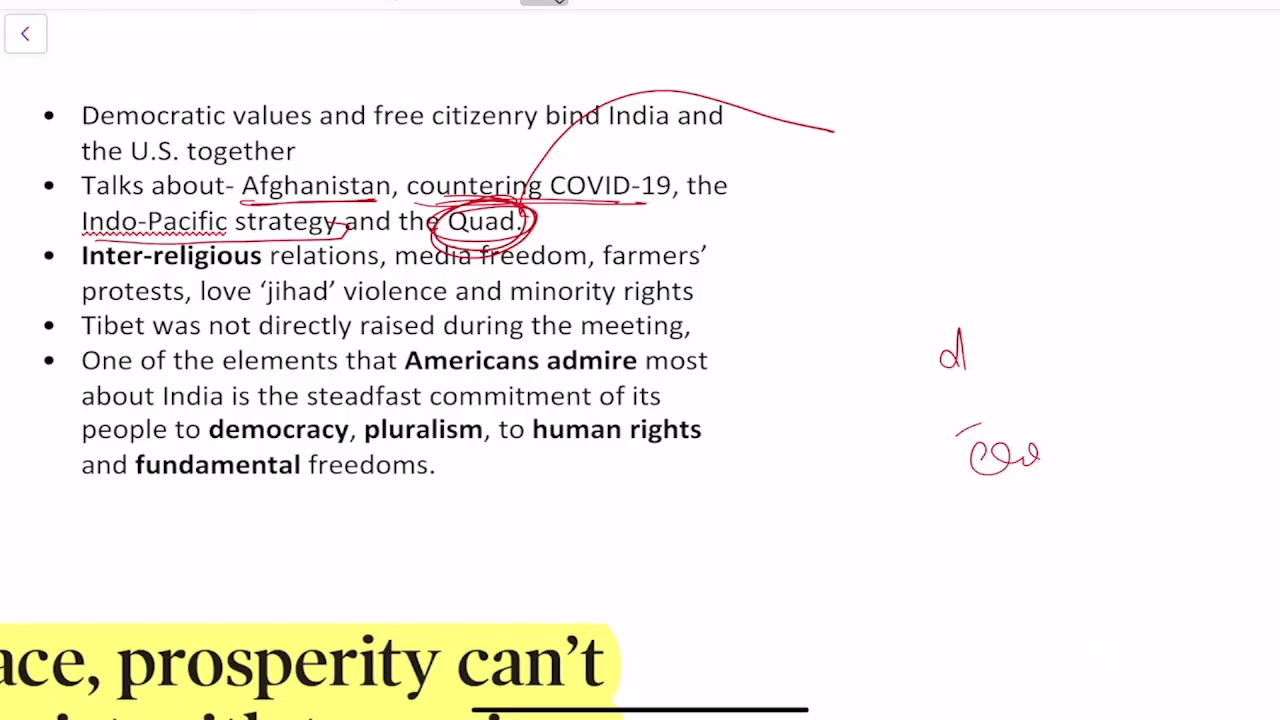 • Democratic values and free citizenry bind India and
the U.S. together
• Talks about- Afghanistan, countering COVID-19, the
Indo-Pacific strategy and the Quad.
• Inter-religious relations, media freedom, farmers’
protests, love ‘jihad’ violence and minority rights
• Tibet was not directly raised during the meeting,
• One of the elements that Americans admire most
about India is the steadfast commitment of its
people to democracy, pluralism, to human rights
and fundamental freedoms.
d
prosperity can’t